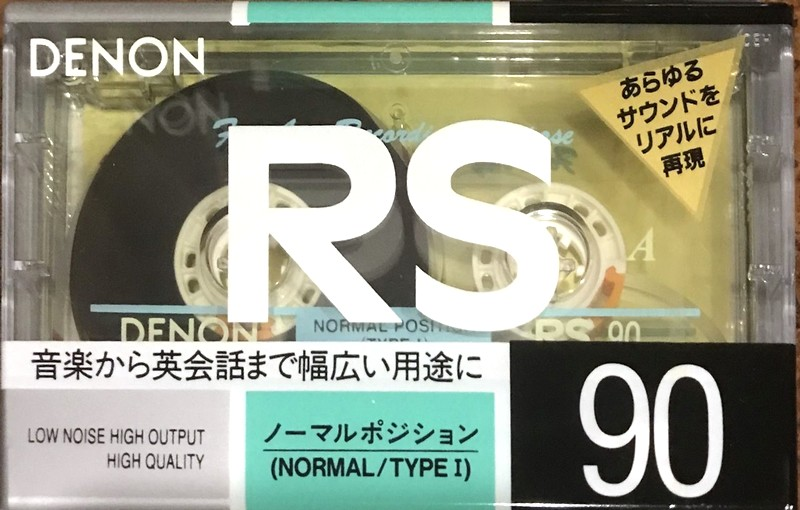 DENON
あらゆる
サウンドを
リアルに
再現
RS
A
DENON
NORMAL POSITION
(TYPE I)
RS 90
音楽から英会話まで幅広い用途に
LOW NOISE HIGH OUTPUT
HIGH QUALITY
ノーマルポジション
(NORMAL/TYPE I)
90